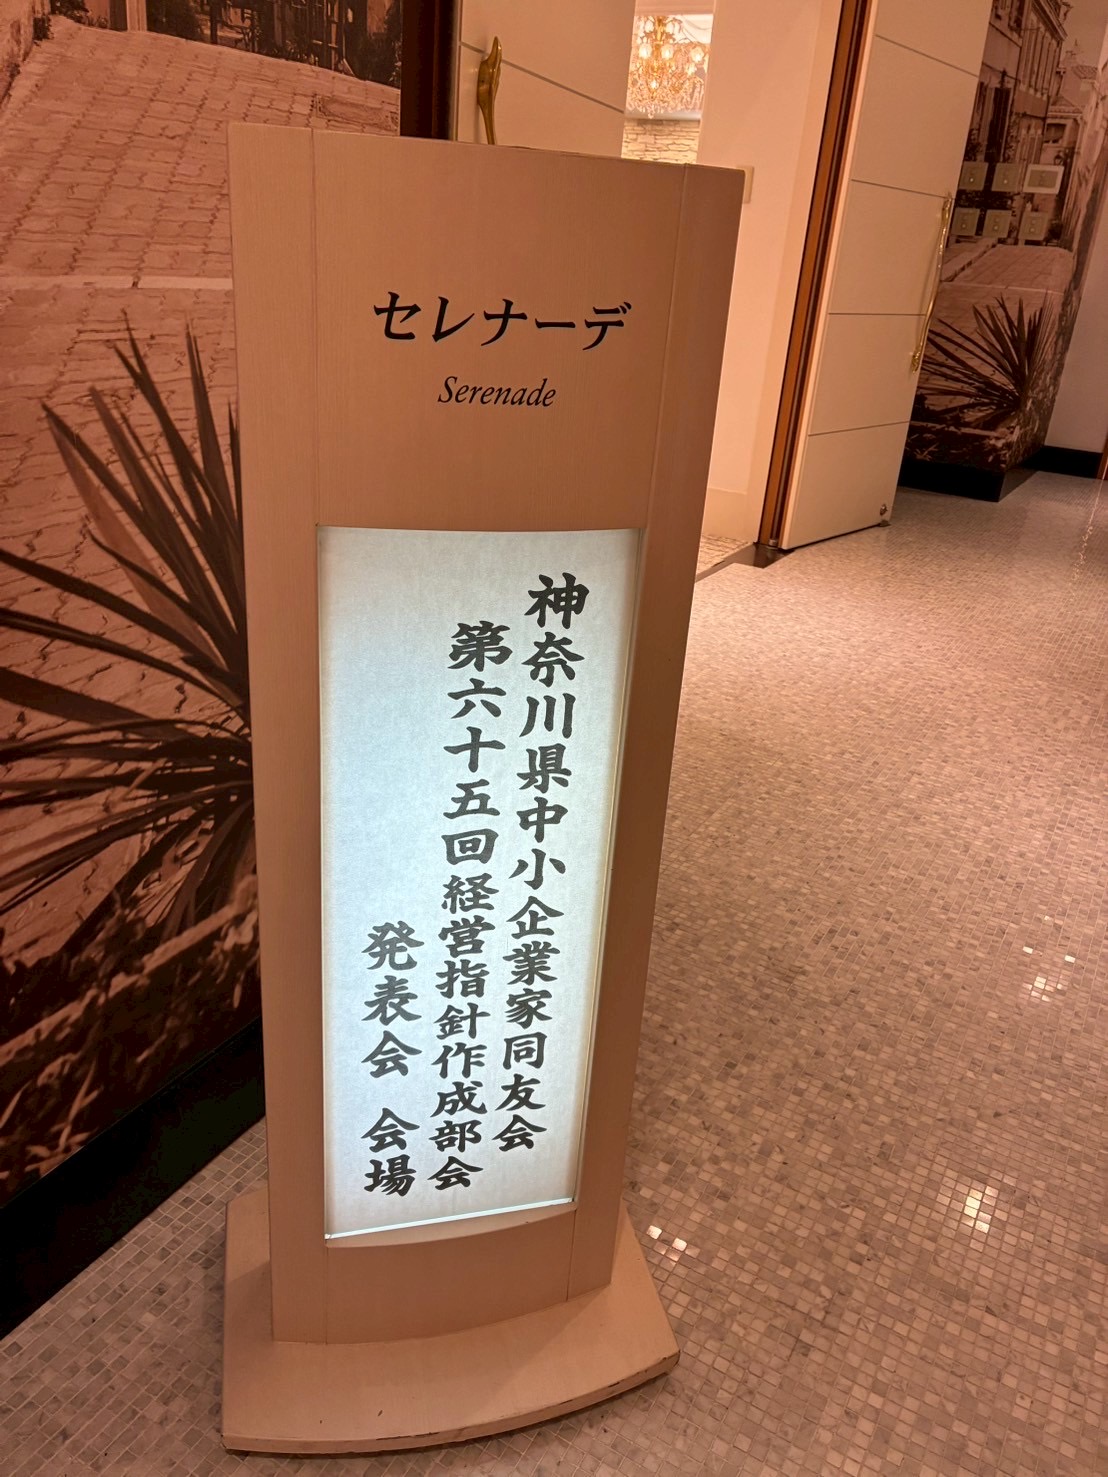 セレナーデ
Serenade
神奈川県中小企業家同友会
第六十五回経営指針作成部会
発表会 会場